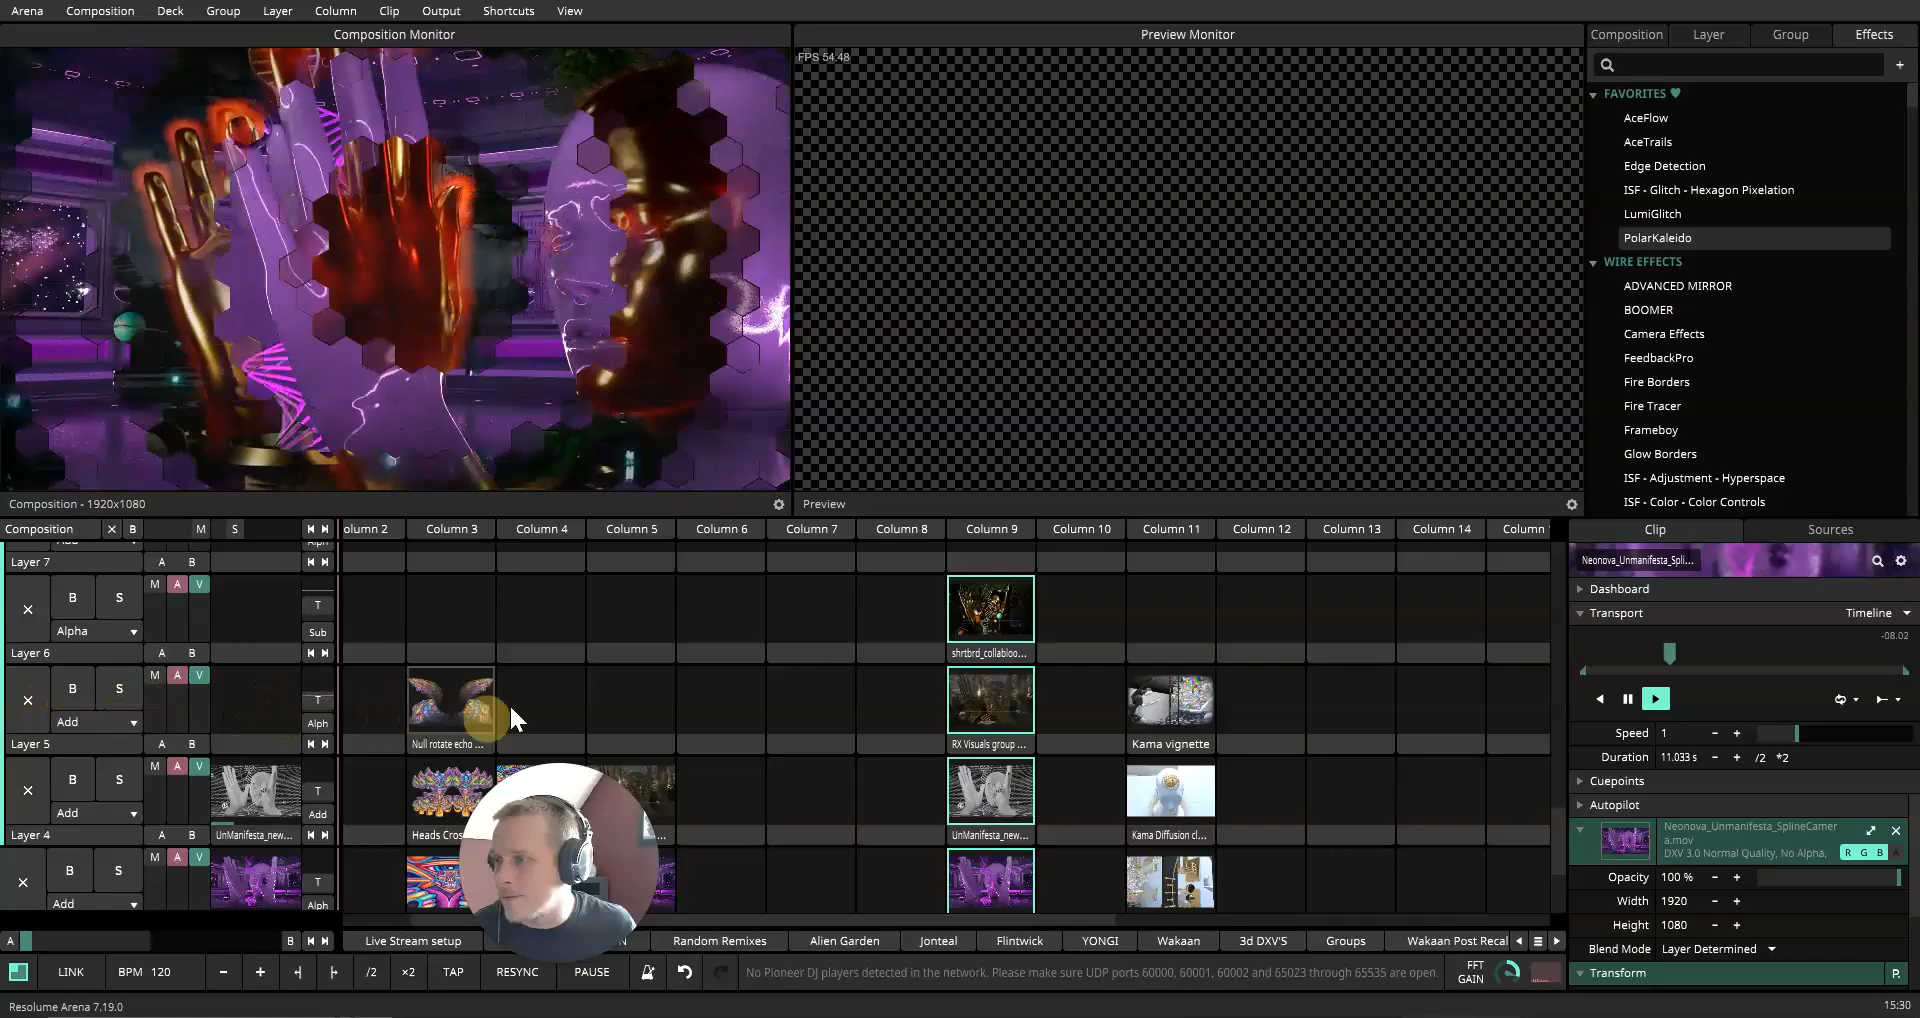 Arena Composition Deck Group Layer Column Clip Output Shortcuts View
Composition Monitor
Preview Monitor
Composition Layer Group Effects
FPS 54.48
+
FAVORITES
AceFlow
AceTrails
Edge Detection
ISF - Glitch - Hexagon Pixelation
LumiGlitch
PolarKaleido
WIRE EFFECTS
ADVANCED MIRROR
BOOMER
Camera Effects
FeedbackPro
Fire Borders
Fire Tracer
Frameboy
Glow Borders
ISF - Adjustment - Hyperspace
ISF - Color - Color Controls
Composition - 1920x1080
Preview
Composition B M S
olumn 2 Column 3 Column 4 Column 5 Column 6 Column 7 Column 8 Column 9 Column 10 Column 11 Column 12 Column 13 Column 14 Column
Clip Sources
Layer 7 A B
Neonova_Unmanifesta_Spli...
M A V
Dashboard
B S T
Transport Timeline
Alpha Sub
-08.02
Layer 6 A B shrtbrd_collabloo...
M A V
B S T
Add Alph
Speed 1 - +
Layer 5 A B Null rotate echo ... RX Visuals group ... Kama vignette
Duration 11.033 s - + /2 *2
M A V
Cuepoints
B S T
Autopilot
Add Add
Neonova_Unmanifesta_SplineCamer
a.mov
DXV 3.0 Normal Quality, No Alpha, R G B A
Layer 4 A B UnManifesta_new... Heads Cros ... UnManifesta_new... Kama Diffusion cl...
M A V
B S T
Opacity 100 % - +
Add Alph
Width 1920 - +
Height 1080 - +
A B Live Stream setup N Random Remixes Alien Garden Jonteal Flintwick YONGI Wakaan 3d DXV'S Groups Wakaan Post Recal
Blend Mode Layer Determined
LINK BPM 120 - + /2 ×2 TAP RESYNC PAUSE No Pioneer DJ players detected in the network. Please make sure UDP ports 60000, 60001, 60002 and 65023 through 65535 are open. FFT
GAIN
Transform P.
Resolume Arena 7.19.0
15:30